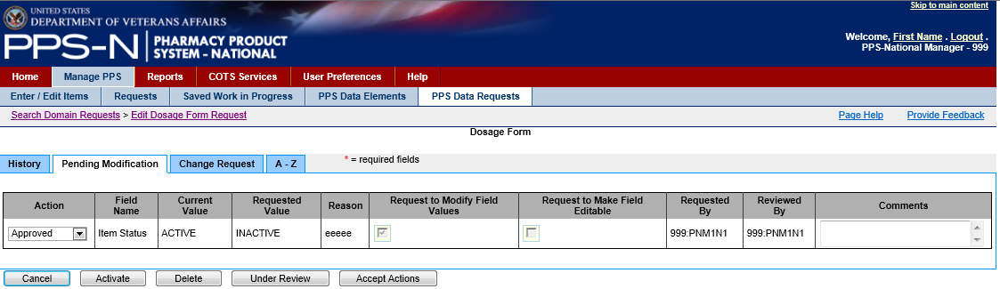 Skip to main content
UNITED STATES
DEPARTMENT OF VETERANS AFFAIRS
PPS-N PHARMACY PRODUCT
SYSTEM - NATIONAL
Welcome, First Name . Logout .
PPS-National Manager - 999
Home Manage PPS Reports COTS Services User Preferences Help
Enter / Edit Items Requests Saved Work in Progress PPS Data Elements PPS Data Requests
Search Domain Requests > Edit Dosage Form Request Page Help Provide Feedback
Dosage Form
History Pending Modification Change Request A - Z * = required fields
Action Field Name Current Value Requested Value Reason Request to Modify Field Values Request to Make Field Editable Requested By Reviewed By Comments
Approved Item Status ACTIVE INACTIVE eeeee 999:PNM1N1 999:PNM1N1
Cancel Activate Delete Under Review Accept Actions